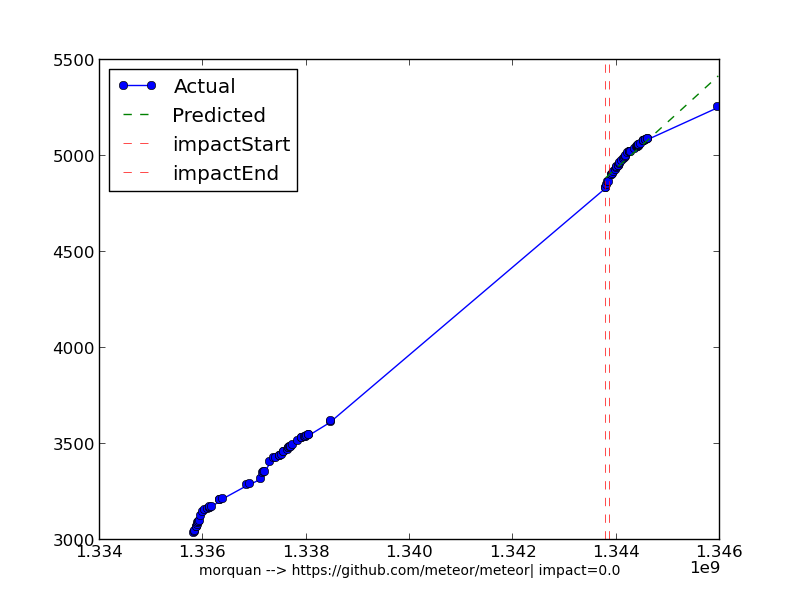 5500
5000
4500
4000
3500
3000
Actual
Predicted
impactStart
impactEnd
1.334 1.336 1.338 1.340 1.342 1.344 1.346
1e9
morquan --> https://github.com/meteor/meteor| impact=0.0